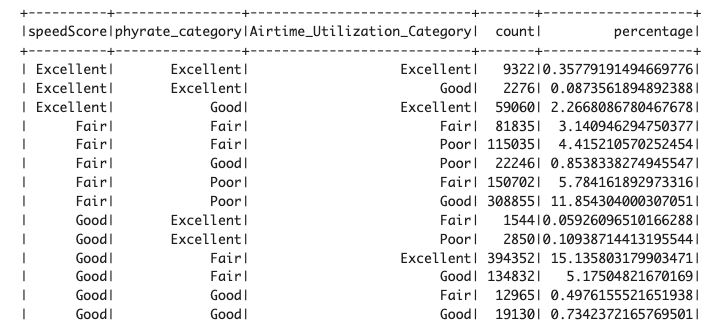 +----------+----------------+----------------------------+------+-------------------+
|speedScore|phyrate_category|Airtime_Utilization_Category| count|         percentage|
+----------+----------------+----------------------------+------+-------------------+
| Excellent|       Excellent|                   Excellent|  9322|0.35779191494669776|
| Excellent|       Excellent|                        Good|  2276| 0.0873561894892388|
| Excellent|            Good|                   Excellent| 59060| 2.2668086780467678|
|      Fair|            Fair|                        Fair| 81835|  3.140946294750377|
|      Fair|            Fair|                        Poor|115035|  4.415210570252454|
|      Fair|            Good|                        Poor| 22246| 0.8538338274945547|
|      Fair|            Poor|                        Fair|150702|  5.784161892973316|
|      Fair|            Poor|                        Good|308855| 11.854304000307051|
|      Good|       Excellent|                        Fair|  1544|0.05926096510166288|
|      Good|       Excellent|                        Poor|  2850|0.10938714413195544|
|      Good|            Fair|                   Excellent|394352| 15.135803179903471|
|      Good|            Fair|                        Good|134832|   5.17504821670169|
|      Good|            Good|                        Fair| 12965| 0.4976155521651938|
|      Good|            Good|                        Good| 19130| 0.7342372165769501|